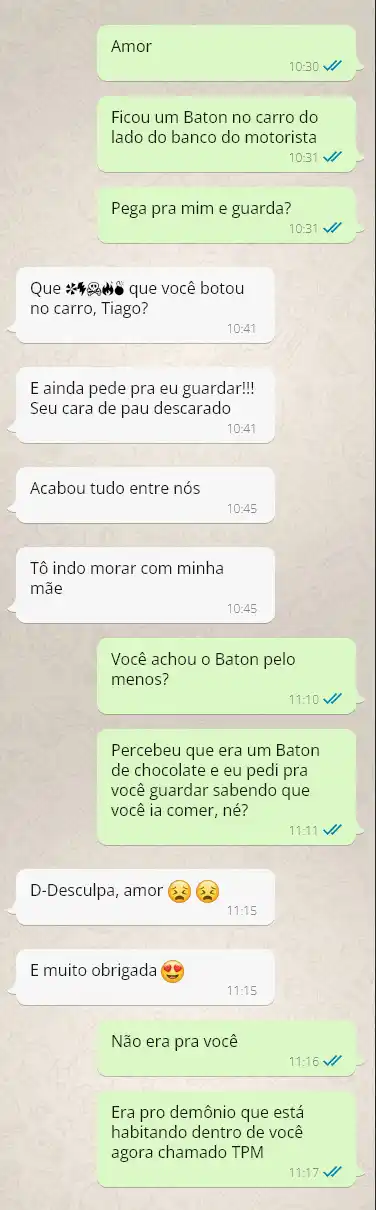 Amor
10:30
Ficou um Baton no carro do
lado do banco do motorista
10:31
Pega pra mim e guarda?
10:31
Que que você botou
no carro, Tiago?
10:41
E ainda pede pra eu guardar!!!
Seu cara de pau descarado
10:41
Acabou tudo entre nós
10:45
Tô indo morar com minha
mãe
10:45
Você achou o Baton pelo
menos?
11:10
Percebeu que era um Baton
de chocolate e eu pedi pra
você guardar sabendo que
você ia comer, né?
11:11
D-Desculpa, amor 😣 😣
11:15
E muito obrigada 😍
11:15
Não era pra você
11:16
Era pro demônio que está
habitando dentro de você
agora chamado TPM
11:17